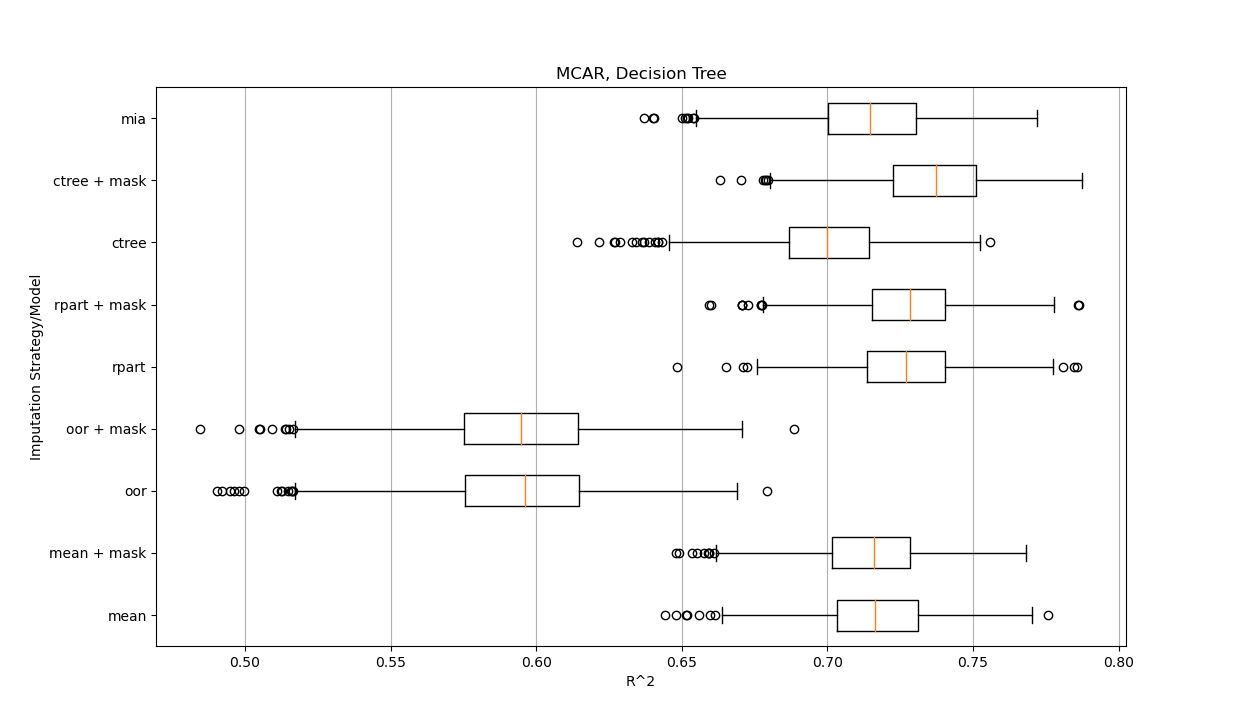 MCAR, Decision Tree
Imputation Strategy/Model
mia
ctree + mask
ctree
rpart + mask
rpart
oor + mask
oor
mean + mask
mean
0.50 0.55 0.60 0.65 0.70 0.75 0.80
R^2